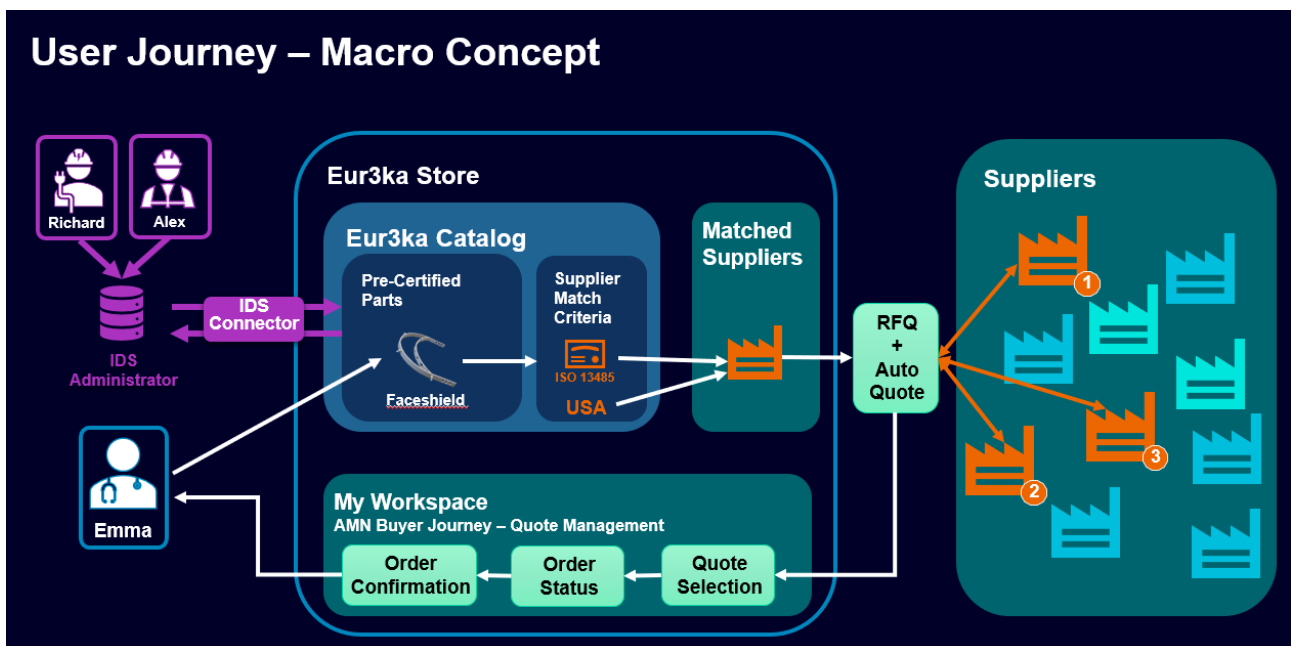 User Journey – Macro Concept
Richard
Alex
IDS
Administrator
IDS
Connector
Emma
Eur3ka Store
Eur3ka Catalog
Pre-Certified
Parts
Faceshield
Supplier
Match
Criteria
ISO 13485
USA
Matched
Suppliers
RFQ
+
Auto
Quote
Suppliers
1
2
3
My Workspace
AMN Buyer Journey – Quote Management
Order
Confirmation
Order
Status
Quote
Selection